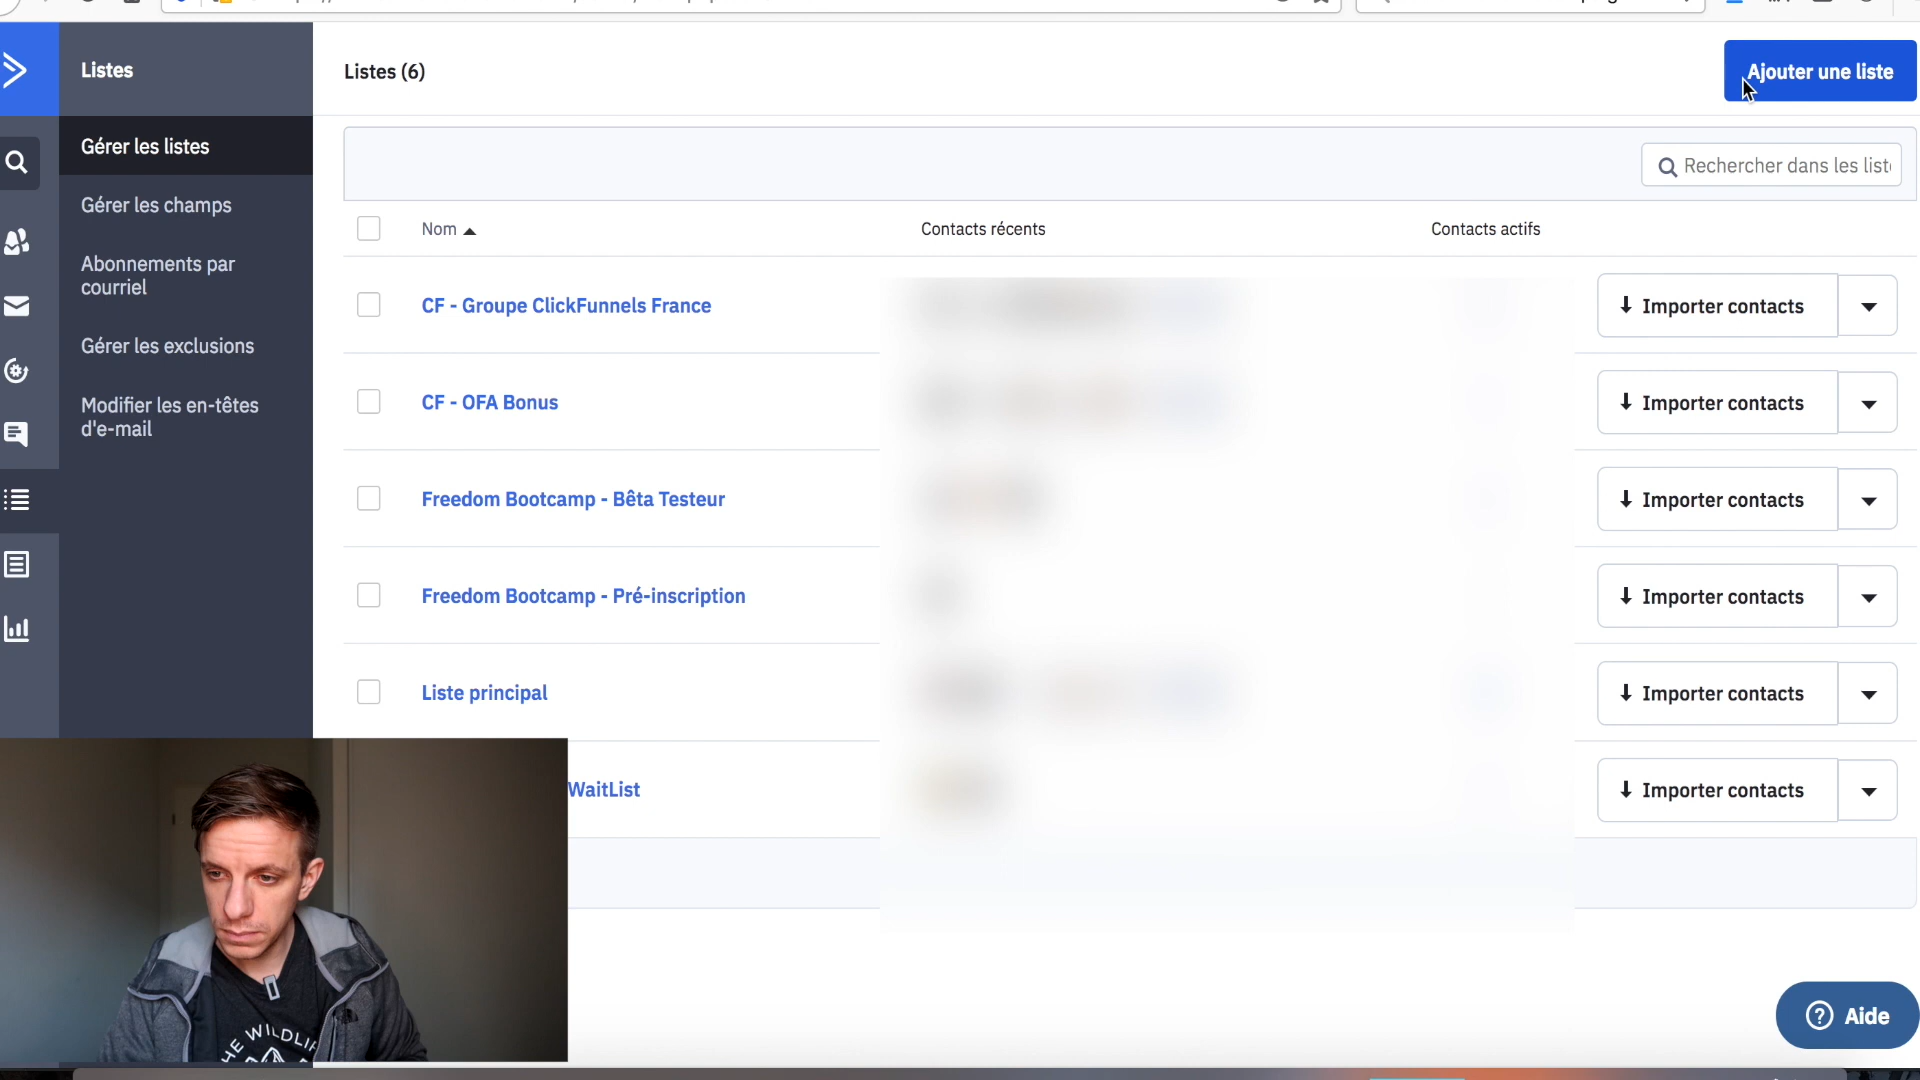 Listes
Listes (6)
Ajouter une liste
Gérer les listes
Gérer les champs
Abonnements par
courriel
Gérer les exclusions
Modifier les en-têtes
d'e-mail
Rechercher dans les list
Nom
Contacts récents
Contacts actifs
CF - Groupe ClickFunnels France
Importer contacts
CF - OFA Bonus
Importer contacts
Freedom Bootcamp - Bêta Testeur
Importer contacts
Freedom Bootcamp - Pré-inscription
Importer contacts
Liste principal
Importer contacts
WaitList
Importer contacts
HE WILDLI
? Aide